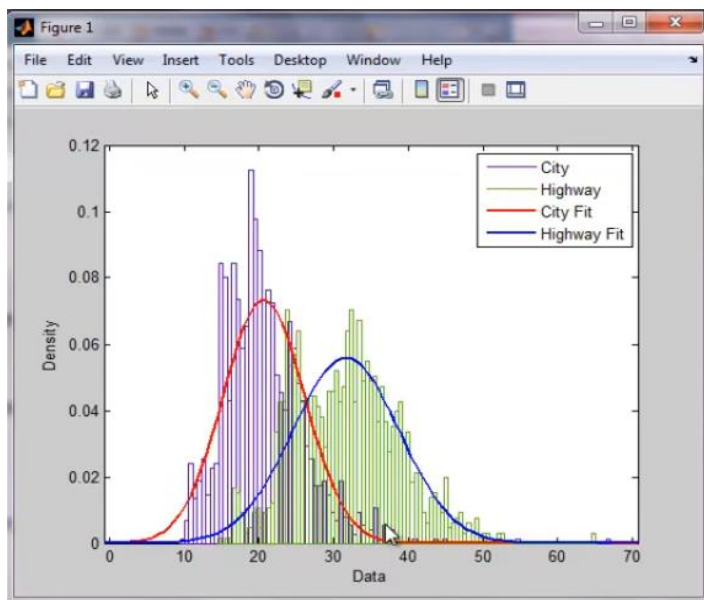 Figure 1
File Edit View Insert Tools Desktop Window Help
0.12
0.1
0.08
0.06
0.04
0.02
0
Density
City
Highway
City Fit
Highway Fit
0 10 20 30 40 50 60 70
Data